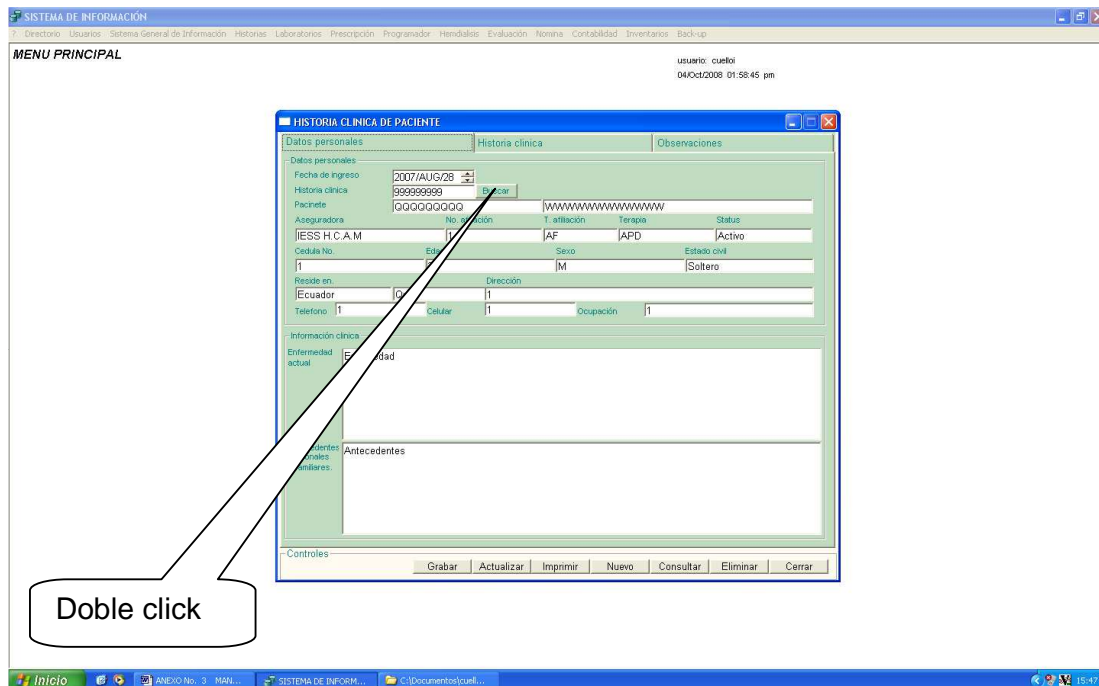 SISTEMA DE INFORMACIÓN
? Directorio Usuarios Sistema General de Información Historias Laboratorios Prescripción Programador Hemdialsis Evaluación Nomina Contabilidad Inventarios Back-up
MENU PRINCIPAL
usuario: cuelloi
04/Oct/2008 01:58:45 pm
HISTORIA CLINICA DE PACIENTE
Datos personales Historia clinica Observaciones
Datos personales
Fecha de ingreso 2007/AUG/28
Historia clinica 999999999
Pacinete QQQQQQQQQ
Aseguradora T. afiliación Terapia Status
IESS H.C.A.M AF APD Activo
Cedula No. Sexo Estado civil
1 M Soltero
Reside en. Dirección
Ecuador 1
Telefono 1 Celular 1 Ocupación 1
Información clinica
Enfermedad
actual
Antecedentes
Controles
Grabar Actualizar Imprimir Nuevo Consultar Eliminar Cerrar
Doble click
Inicio ANEXO No. 3 MAN... SISTEMA DE INFORM... C:\Documentos\cuell... 15:47